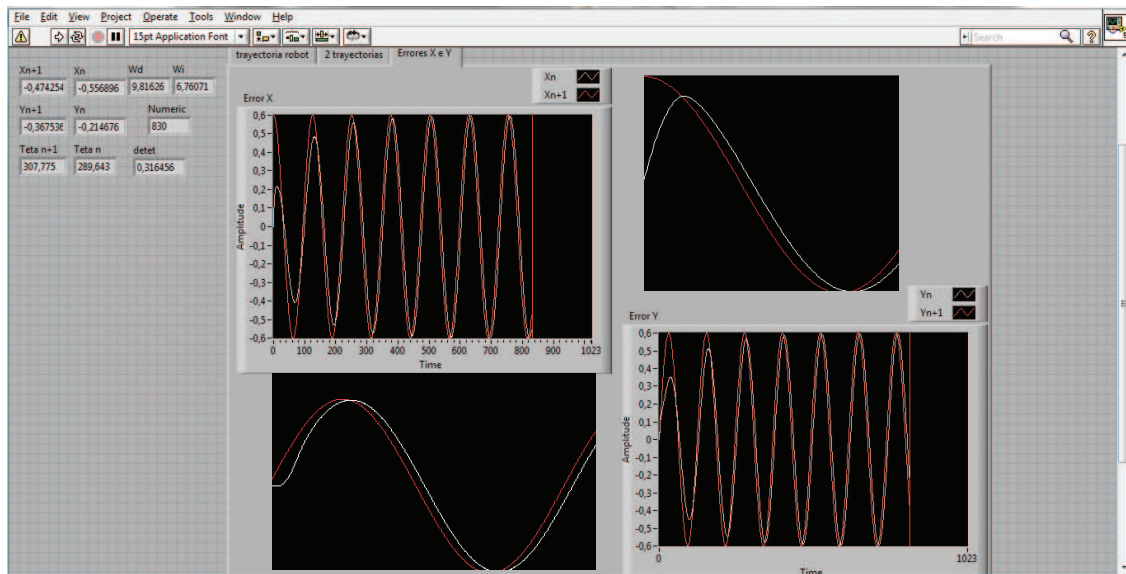 File Edit View Project Operate Tools Window Help
15pt Application Font
Search
trayectoria robot 2 trayectorias Errores X e Y
Xn+1 Xn Wd Wi
-0,474254 -0,556896 9,81626 6,76071
Yn+1 Yn Numeric
-0,367536 -0,214676 830
Teta n+1 Teta n detet
307,775 289,643 0,316456
Xn
Xn+1
Error X
Amplitude
0,6
0,5
0,4
0,3
0,2
0,1
0
-0,1
-0,2
-0,3
-0,4
-0,5
-0,6
0 100 200 300 400 500 600 700 800 900 1023
Time
Yn
Yn+1
Error Y
Amplitude
0,6
0,5
0,4
0,3
0,2
0,1
0
-0,1
-0,2
-0,3
-0,4
-0,5
-0,6
0 1023
Time